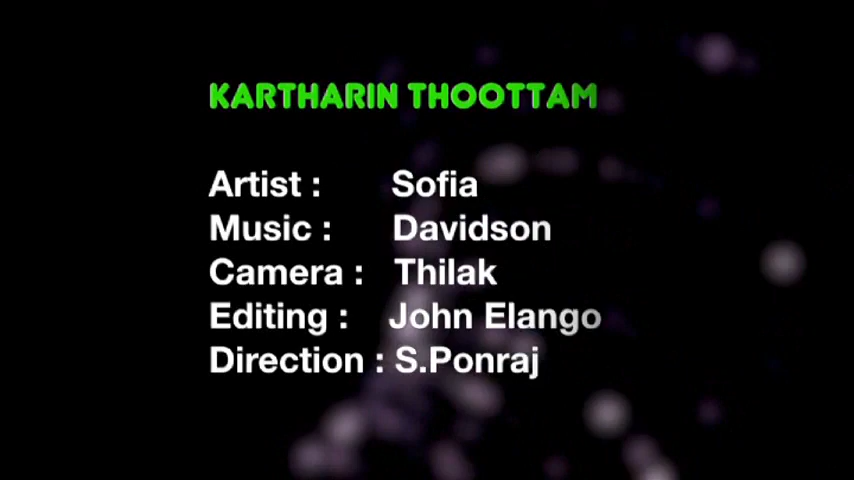 KARTHARIN THOOTTAM
Artist : Sofia
Music : Davidson
Camera : Thilak
Editing : John Elango
Direction : S.Ponraj